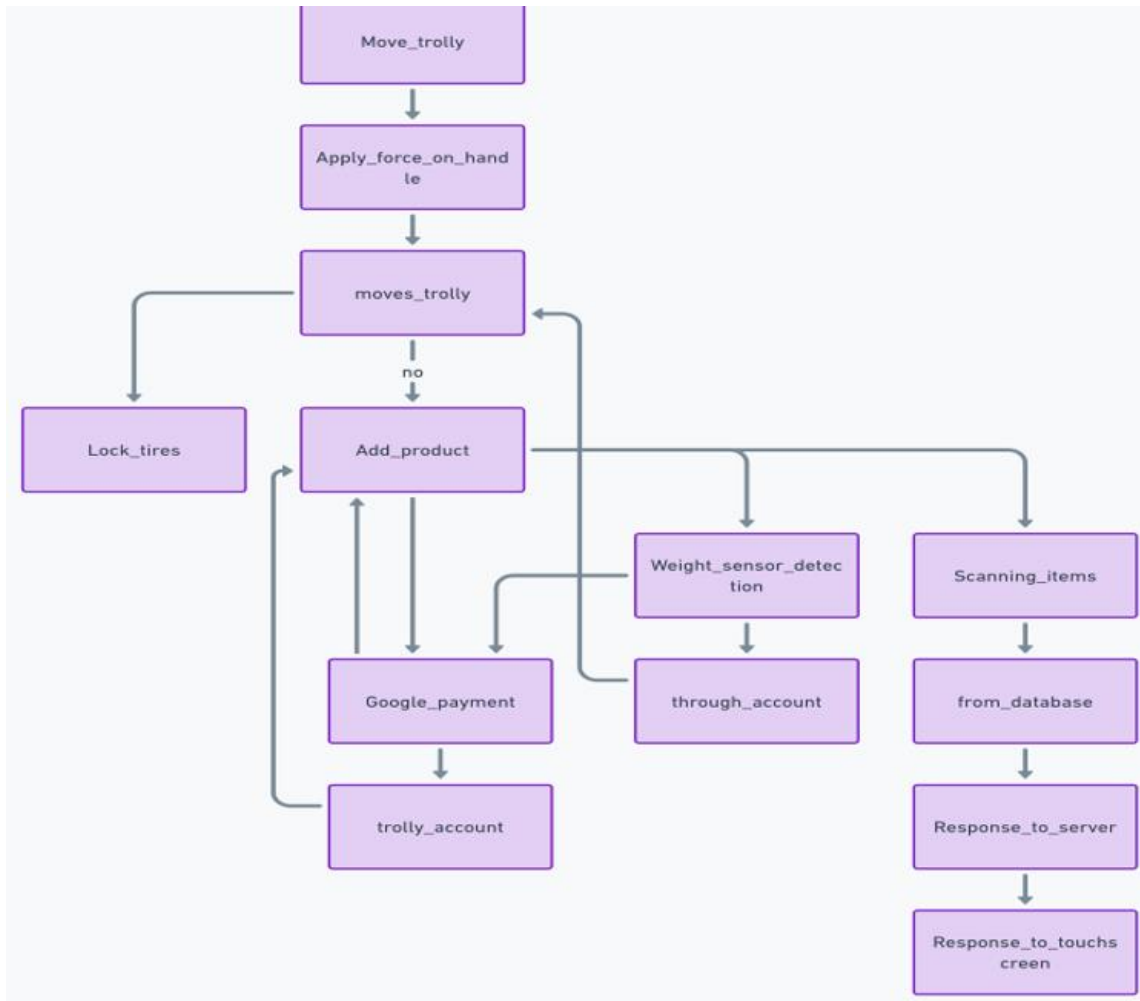 Move_trolly
Apply_force_on_hand
le
moves_trolly
no
Lock_tires
Add_product
Weight_sensor_detec
tion
Scanning_items
Google_payment
through_account
from_database
trolly_account
Response_to_server
Response_to_touchs
creen